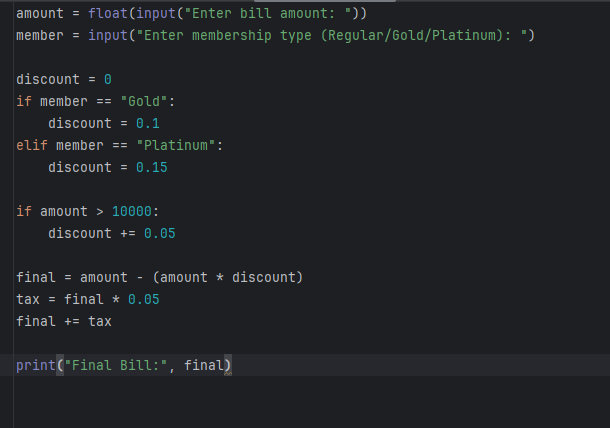 amount = float(input("Enter bill amount: "))
member = input("Enter membership type (Regular/Gold/Platinum): ")
discount = 0
if member == "Gold":
    discount = 0.1
elif member == "Platinum":
    discount = 0.15
if amount > 10000:
    discount += 0.05
final = amount - (amount * discount)
tax = final * 0.05
final += tax
print("Final Bill:", final)